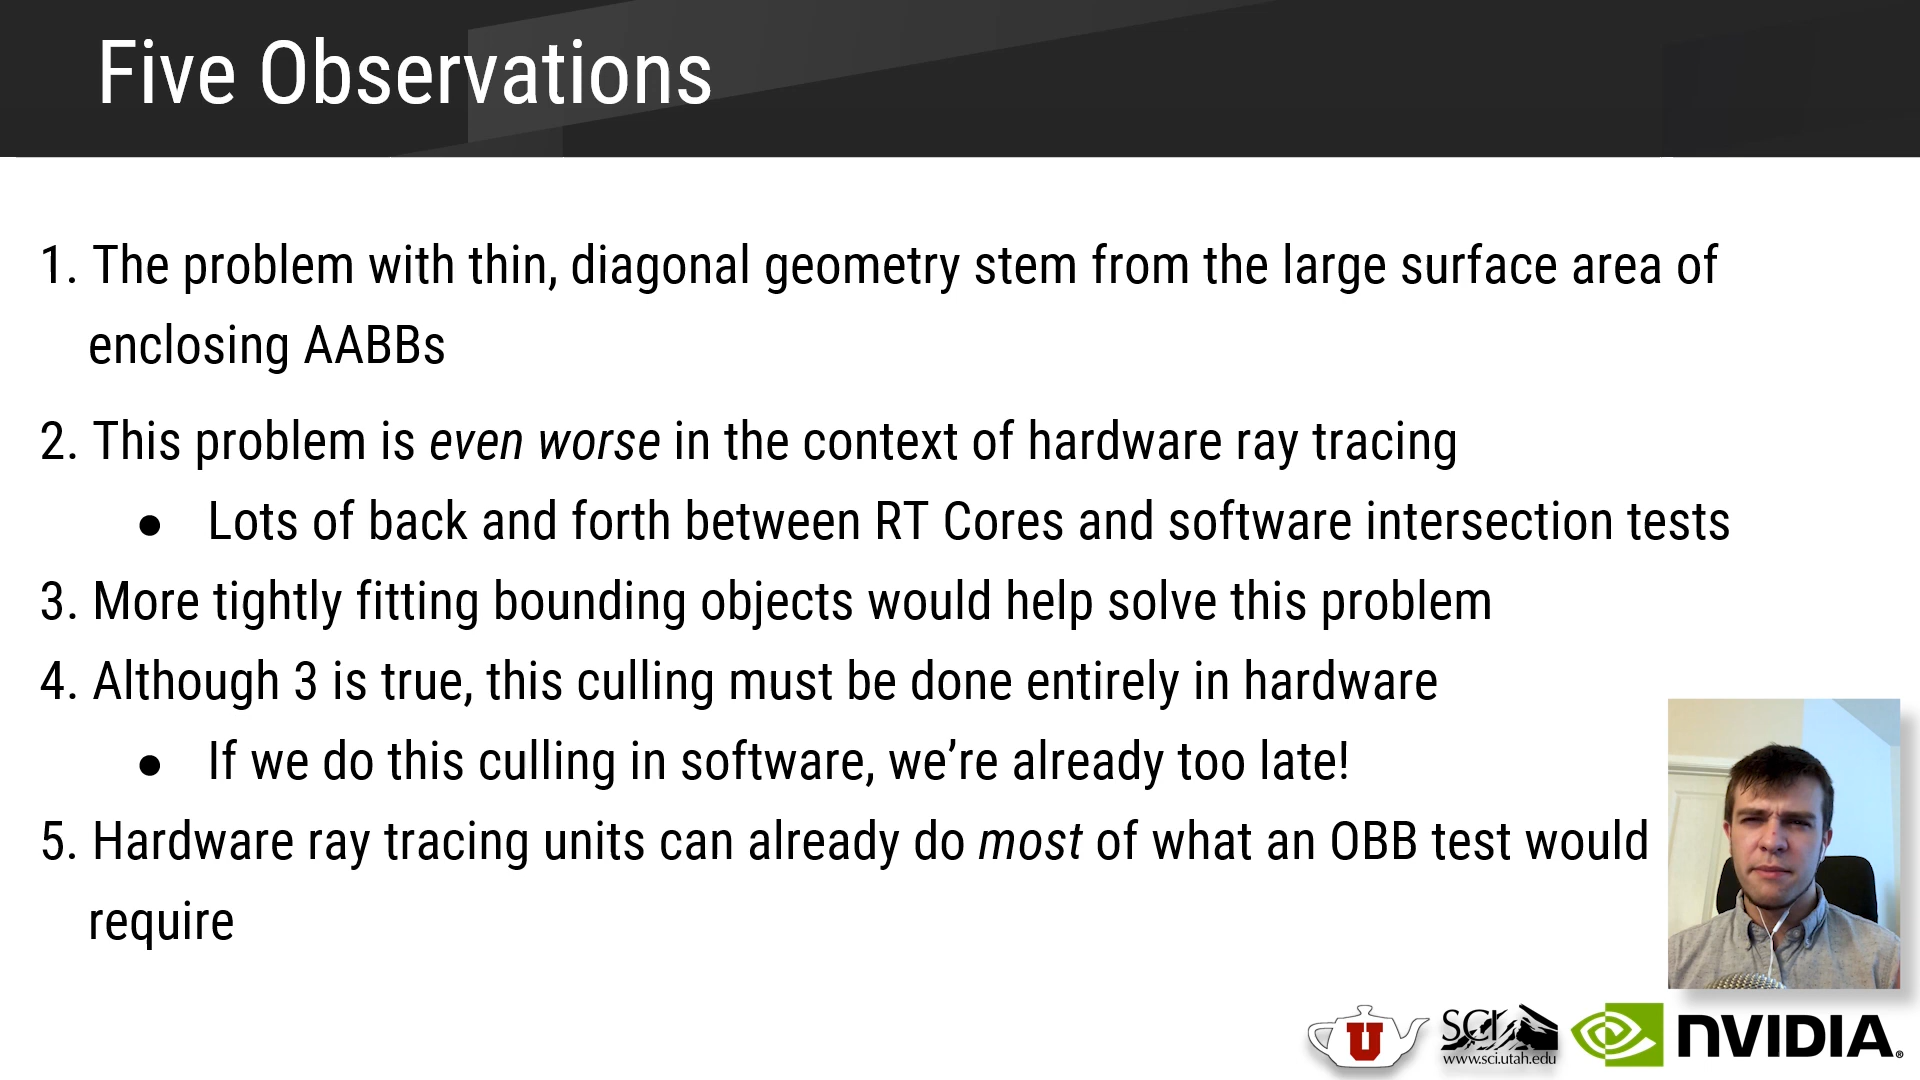 Five Observations
1. The problem with thin, diagonal geometry stem from the large surface area of
enclosing AABBs
2. This problem is even worse in the context of hardware ray tracing
● Lots of back and forth between RT Cores and software intersection tests
3. More tightly fitting bounding objects would help solve this problem
4. Although 3 is true, this culling must be done entirely in hardware
● If we do this culling in software, we’re already too late!
5. Hardware ray tracing units can already do most of what an OBB test would
require
U
SCI
www.sci.utah.edu
NVIDIA®